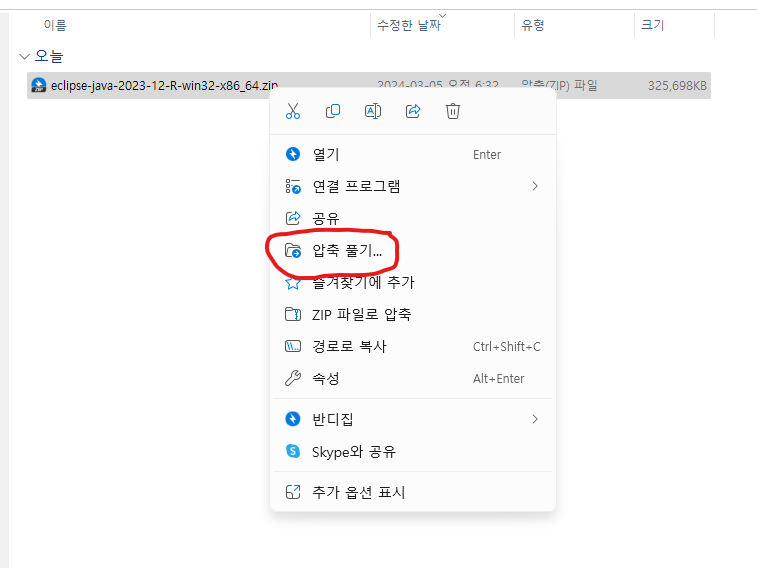 이름 수정한 날짜 유형 크기
오늘
eclipse-java-2023-12-R-win32-x86_64.zip 2024-03-05 오전 6:32 압축(ZIP) 파일 325,698KB
열기 Enter
연결 프로그램
공유
압축 풀기...
즐겨찾기에 추가
ZIP 파일로 압축
경로로 복사 Ctrl+Shift+C
속성 Alt+Enter
반디집
Skype와 공유
추가 옵션 표시